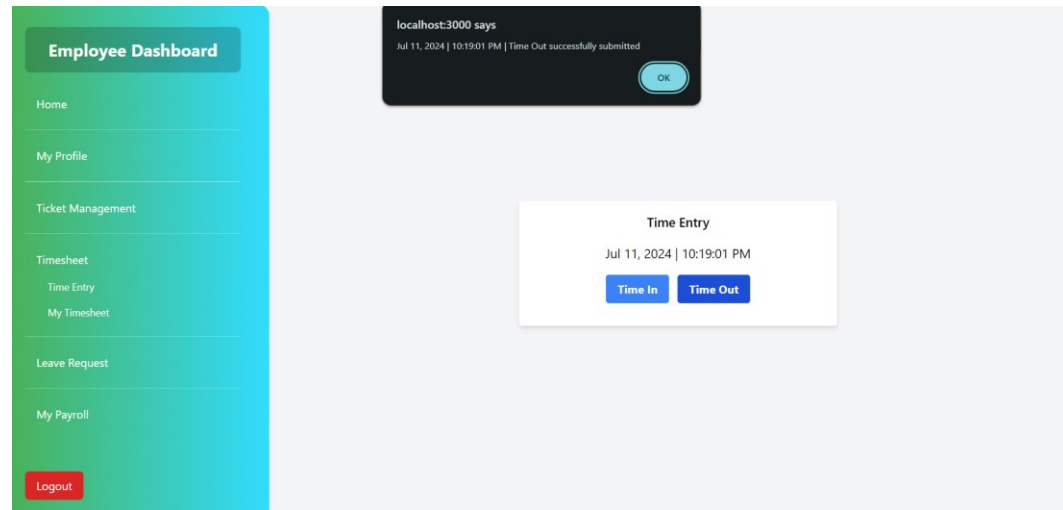 Employee Dashboard
Home
My Profile
Ticket Management
Timesheet
Time Entry
My Timesheet
Leave Request
My Payroll
Logout
localhost:3000 says
Jul 11, 2024 | 10:19:01 PM | Time Out successfully submitted
OK
Time Entry
Jul 11, 2024 | 10:19:01 PM
Time In Time Out